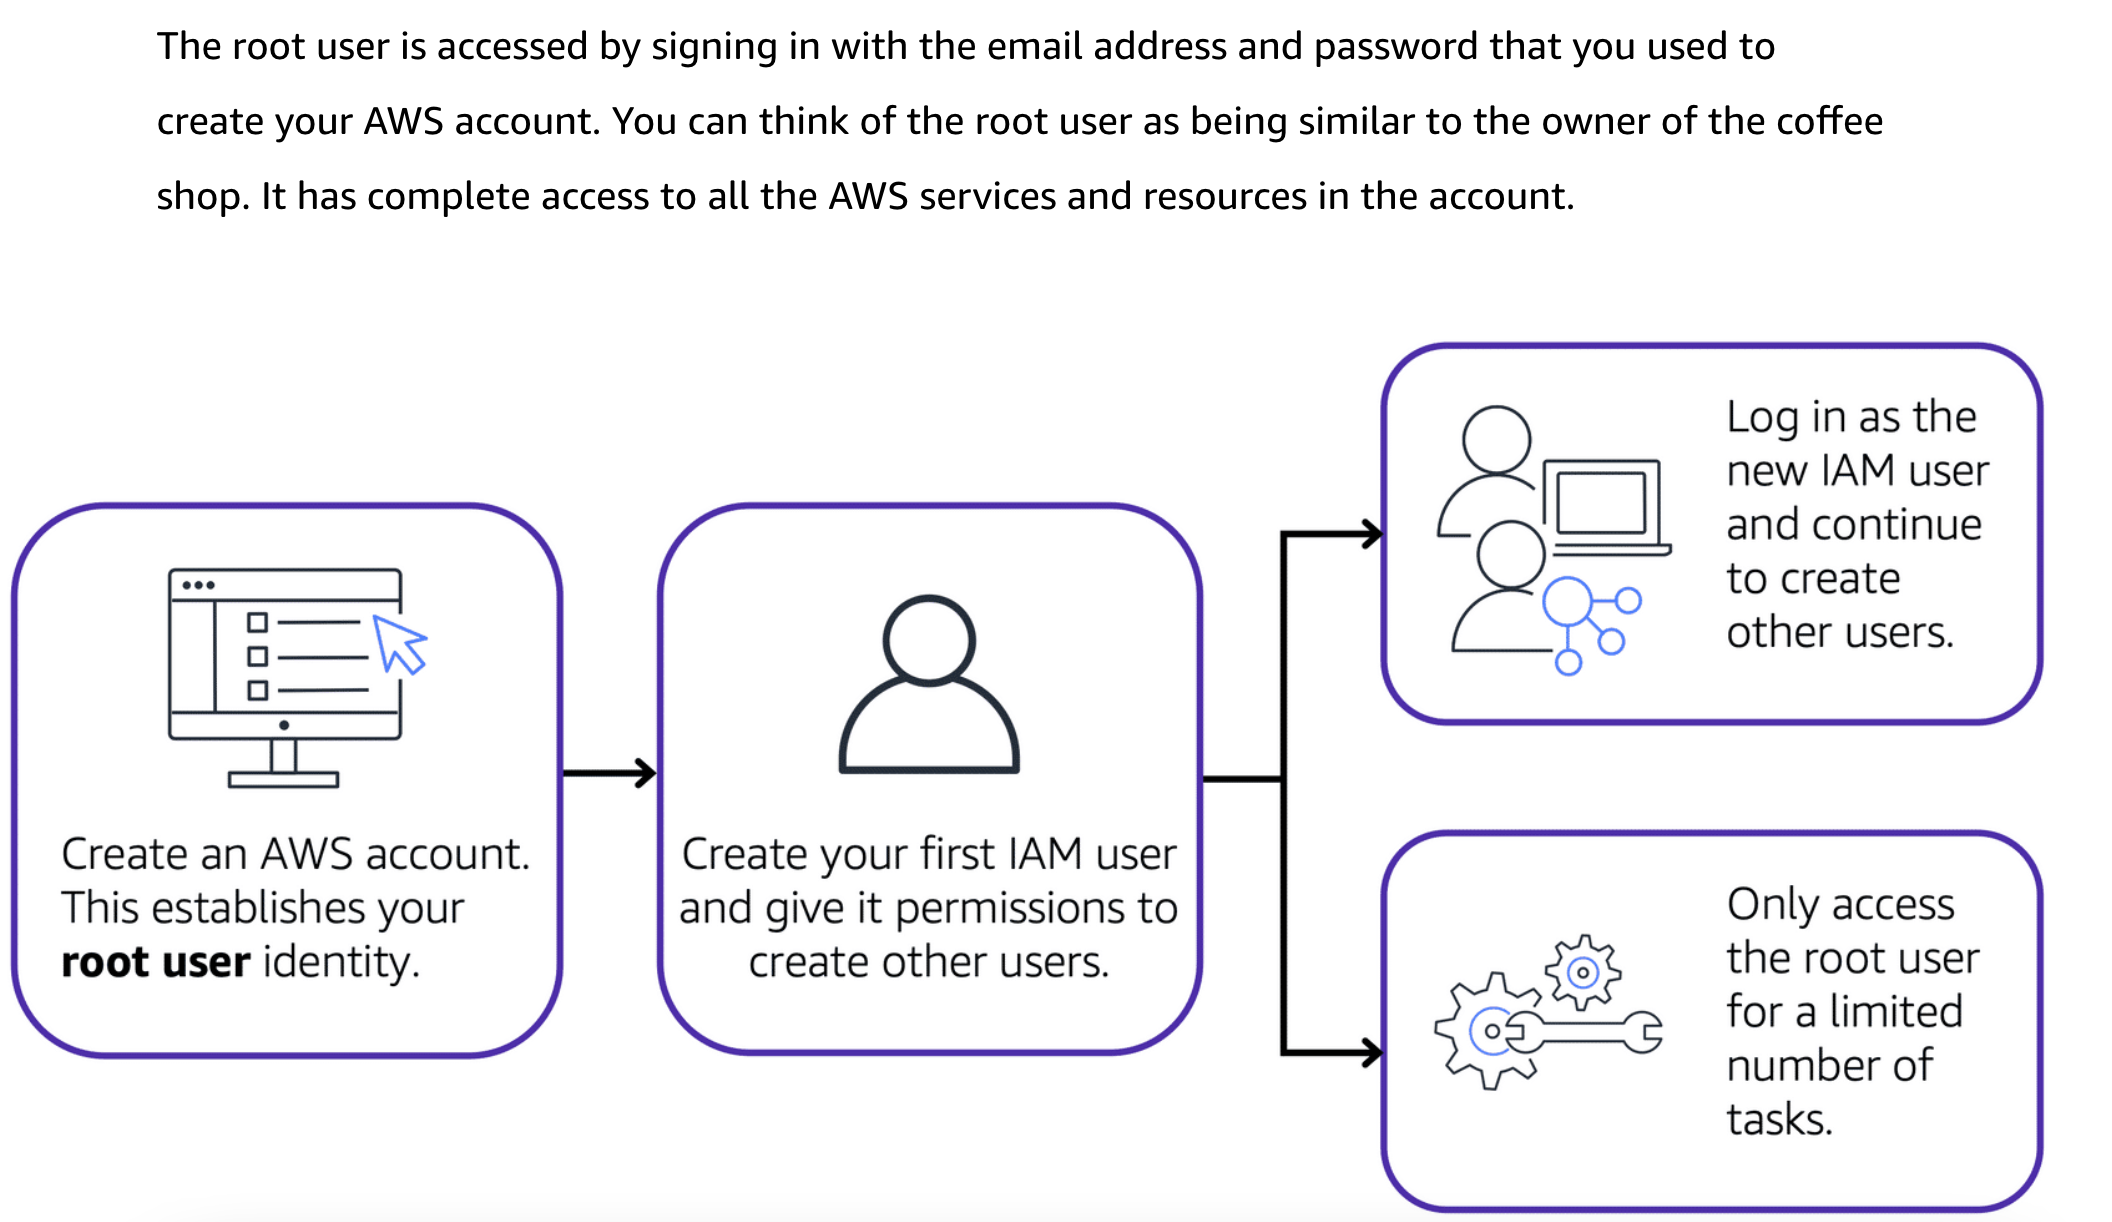 The root user is accessed by signing in with the email address and password that you used to
create your AWS account. You can think of the root user as being similar to the owner of the coffee
shop. It has complete access to all the AWS services and resources in the account.
Create an AWS account.
This establishes your
root user identity.
Create your first IAM user
and give it permissions to
create other users.
Log in as the
new IAM user
and continue
to create
other users.
Only access
the root user
for a limited
number of
tasks.